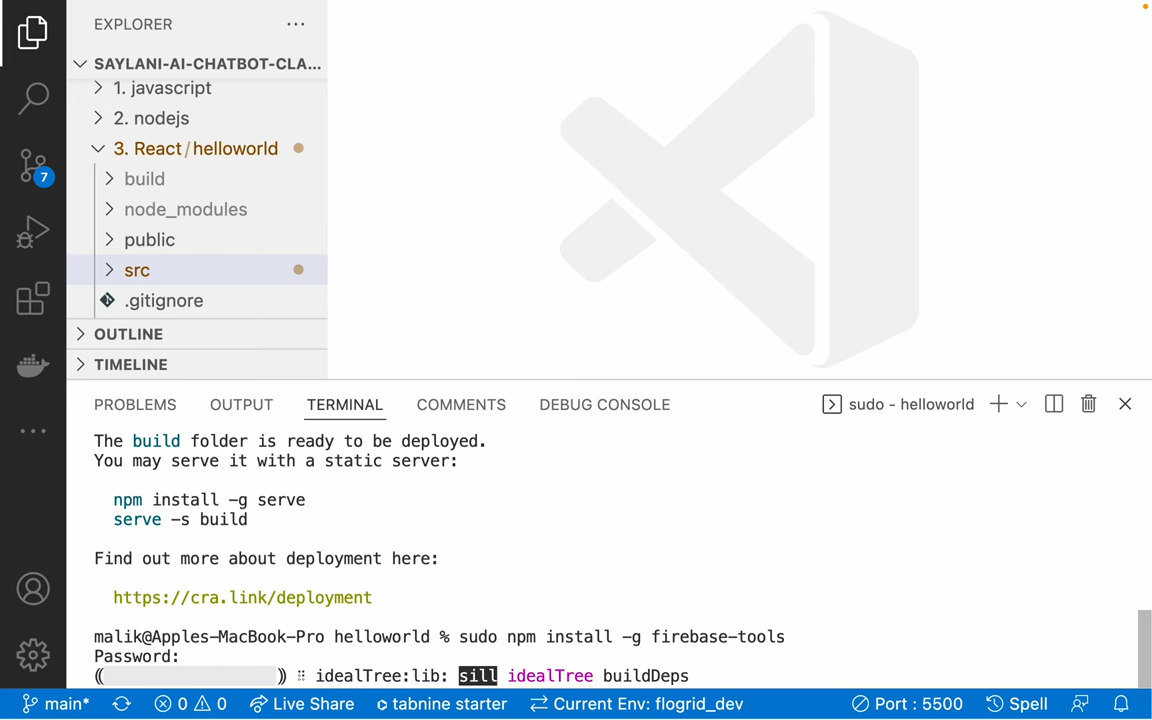 EXPLORER
SAYLANI-AI-CHATBOT-CLA...
1. javascript
2. nodejs
3. React/helloworld
build
node_modules
public
src
.gitignore
OUTLINE
TIMELINE
7
PROBLEMS OUTPUT TERMINAL COMMENTS DEBUG CONSOLE sudo - helloworld
The build folder is ready to be deployed.
You may serve it with a static server:
npm install -g serve
serve -s build
Find out more about deployment here:
https://cra.link/deployment
malik@Apples-MacBook-Pro helloworld % sudo npm install -g firebase-tools
Password:
(( )) ⠿ idealTree:lib: sill idealTree buildDeps
main* 0 0 Live Share tabnine starter Current Env: flogrid_dev Port : 5500 Spell